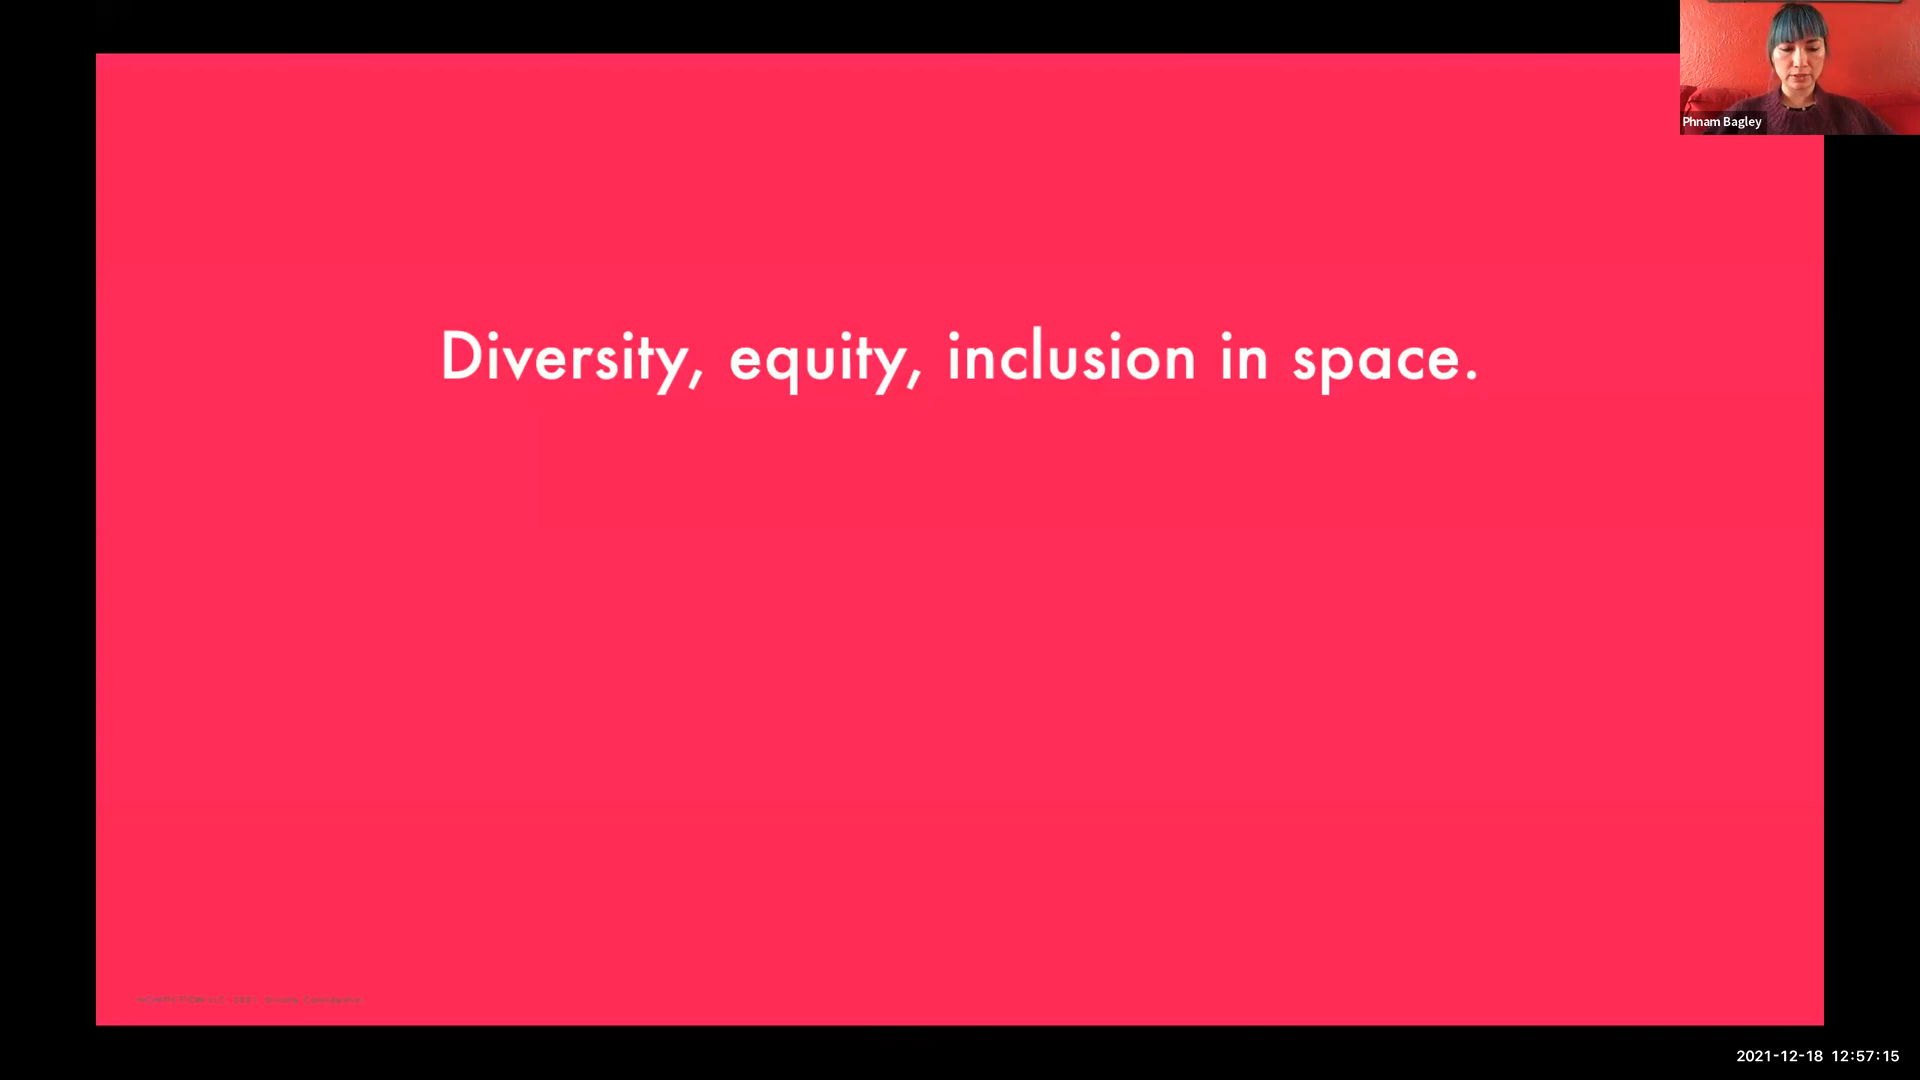 Phnam Bagley
Diversity, equity, inclusion in space.
2021-12-18 12:57:15